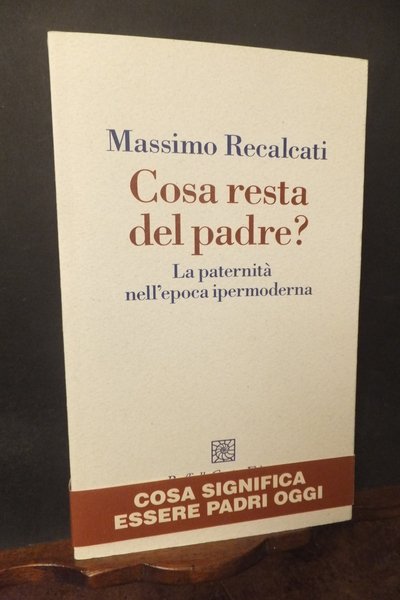 Massimo Recalcati
Cosa resta
del padre?
La paternità
nell'epoca ipermoderna
COSA SIGNIFICA
ESSERE PADRI OGGI